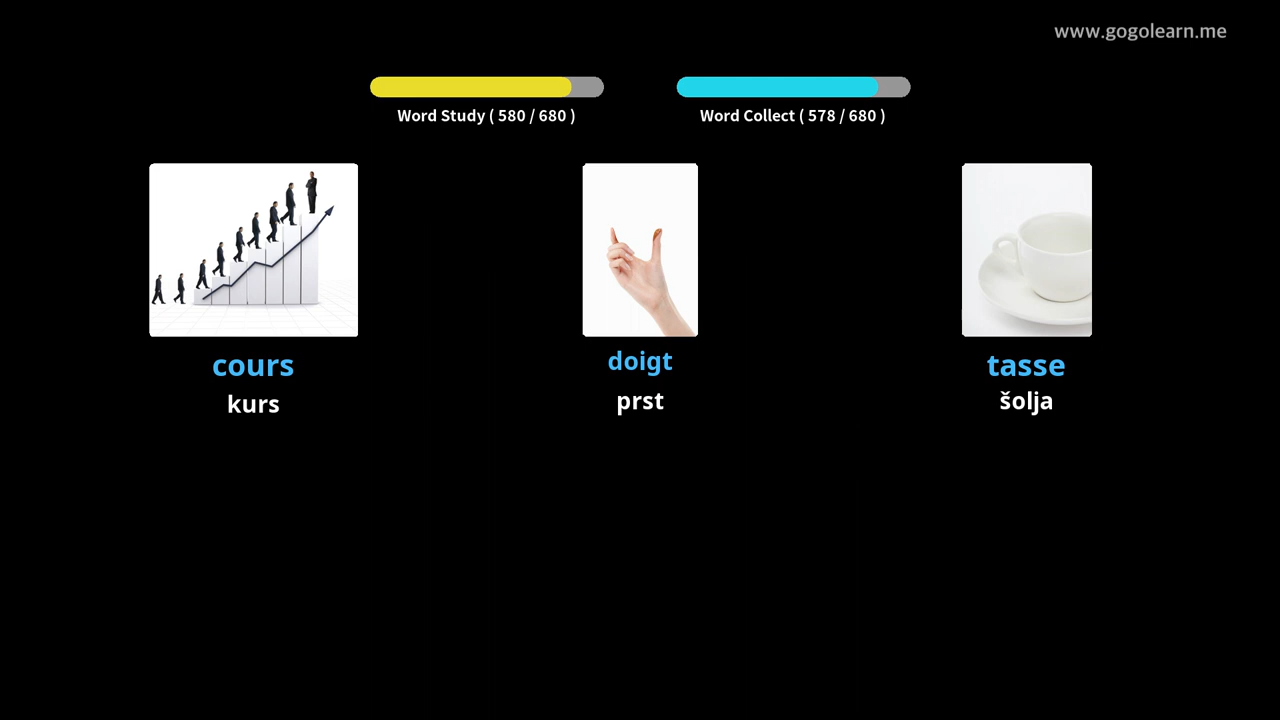 www.gogolearn.me
Word Study ( 580 / 680 )
Word Collect ( 578 / 680 )
cours
kurs
doigt
prst
tasse
šolja